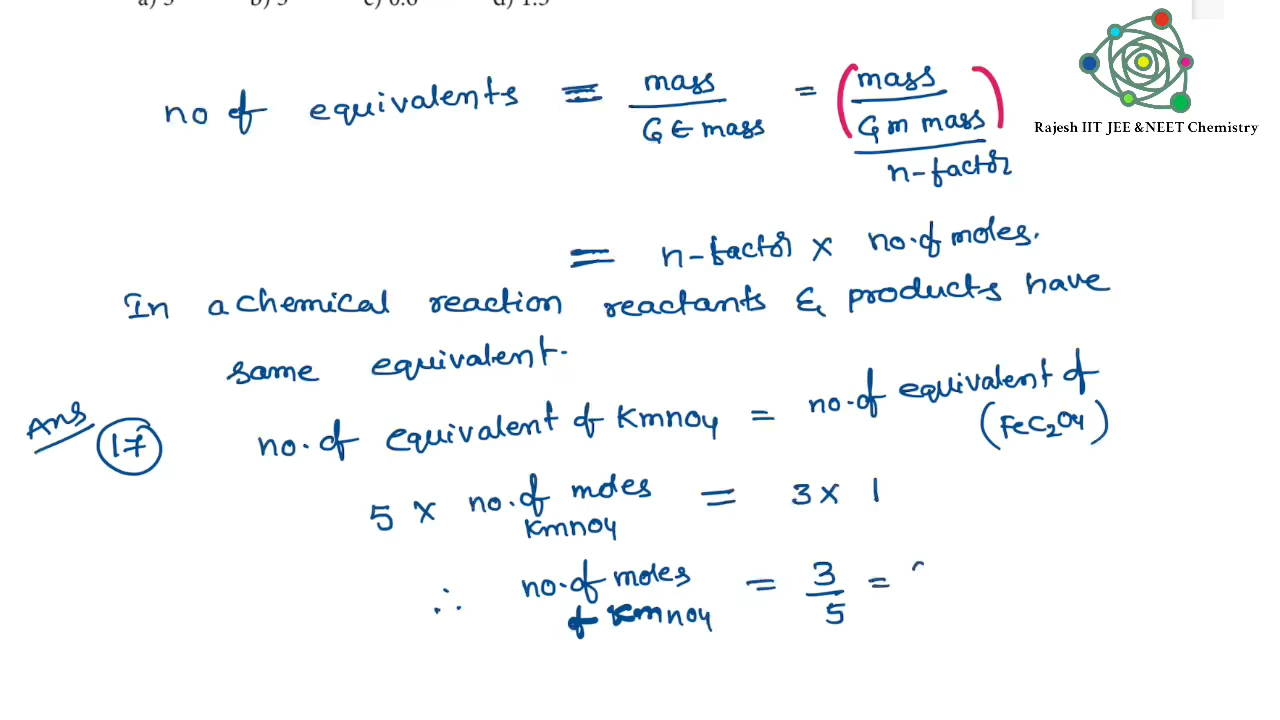 no of equivalents = mass / GE mass = (mass / GM mass) / n-factor
Rajesh IIT JEE &NEET Chemistry
= n-factor x no.of moles.
In a chemical reaction reactants & products have
same equivalent.
Ans 17 no. of equivalent of KMnO4 = no.of equivalent of (FeC2O4)
5 x no. of moles KMnO4 = 3 x 1
∴ no.of moles of KMnO4 = 3/5 =